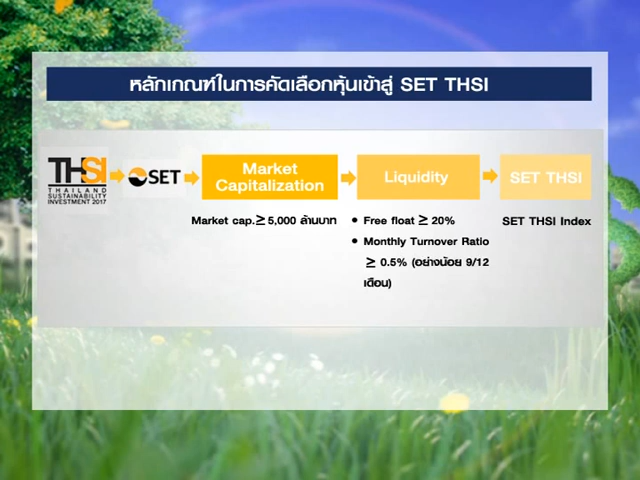 หลักเกณฑ์ในการคัดเลือกหุ้นเข้าสู่ SET THSI
THSI
THAILAND
SUSTAINABILITY
INVESTMENT 2017
SET
Market
Capitalization
Liquidity
SET THSI
Market cap.≥ 5,000 ล้านบาท
• Free float ≥ 20%
• Monthly Turnover Ratio
≥ 0.5% (อย่างน้อย 9/12
เดือน)
SET THSI Index